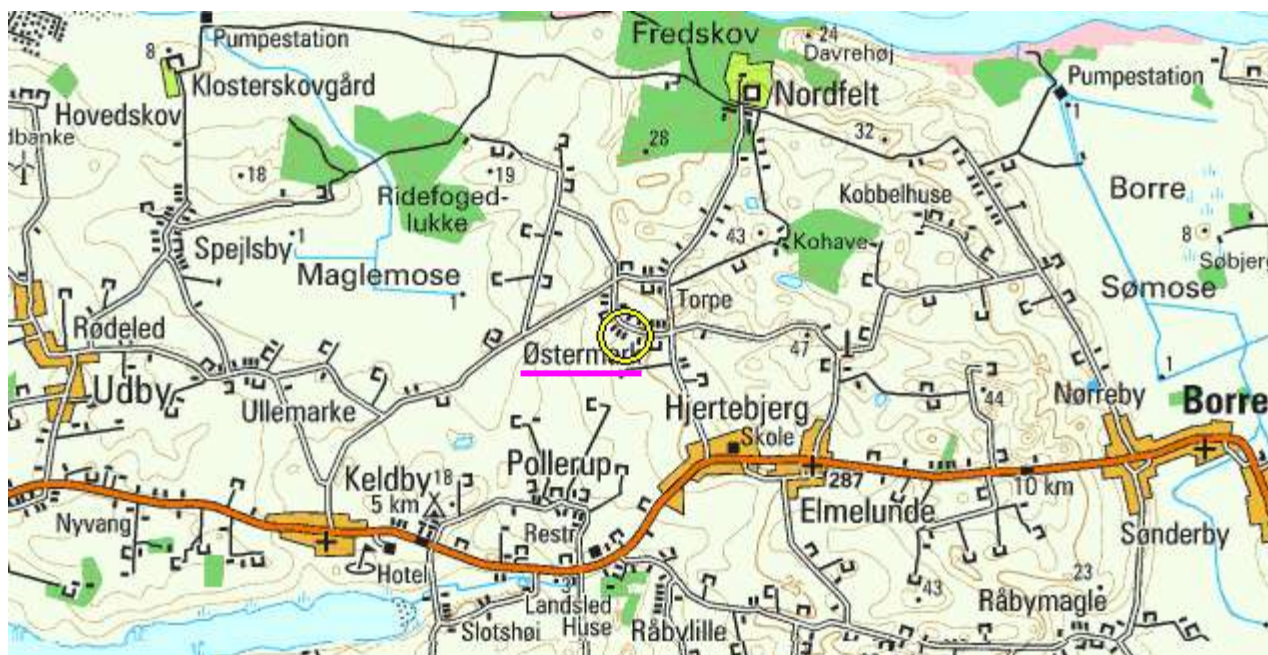 Fredskov
24
Davrehøj
Pumpestation
8
Klosterskovgård
Pumpestation
1
Nordfelt
Hovedskov
dbanke
28
32
18
19
Ridefoged-
lukke
Kobbelhuse
Borre
1
Spejlsby
43
Kohave
8
Søbjerg
Maglemose
1
Torpe
Sømose
Rødeled
47
Østermark
1
Udby
Ullemarke
Hjertebjerg
44
Nørreby
Borre
Skole
Keldby
18
Pollerup
5 km
287
10 km
Nyvang
Restr
Elmelunde
Sønderby
Hotel
3
43
23
Landsled
Huse
Slotshøj
Råbylille
Råbymagle